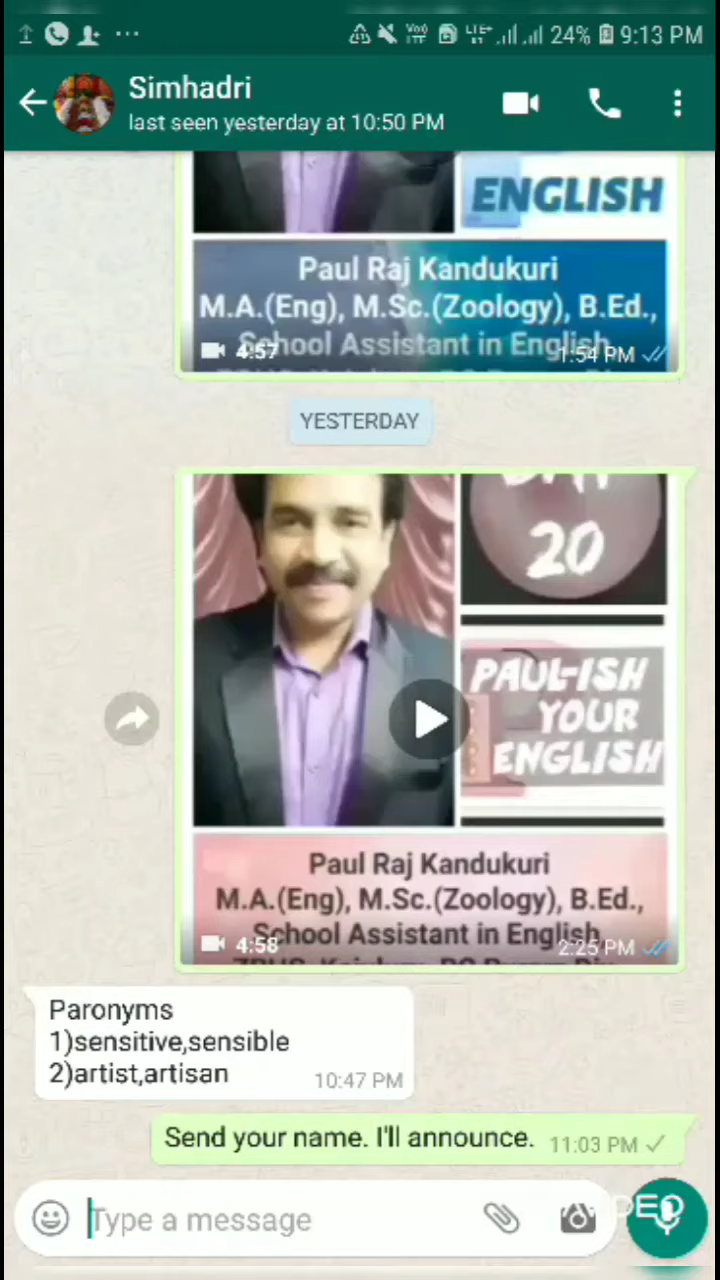 24% 9:13 PM
Simhadri
last seen yesterday at 10:50 PM
ENGLISH
Paul Raj Kandukuri
M.A.(Eng), M.Sc.(Zoology), B.Ed.,
School Assistant in English
4:57
1:54 PM
YESTERDAY
20
PAUL-ISH
YOUR
ENGLISH
Paul Raj Kandukuri
M.A.(Eng), M.Sc.(Zoology), B.Ed.,
School Assistant in English
4:58
2:25 PM
Paronyms
1)sensitive,sensible
2)artist,artisan
10:47 PM
Send your name. I'll announce.
11:03 PM
Type a message